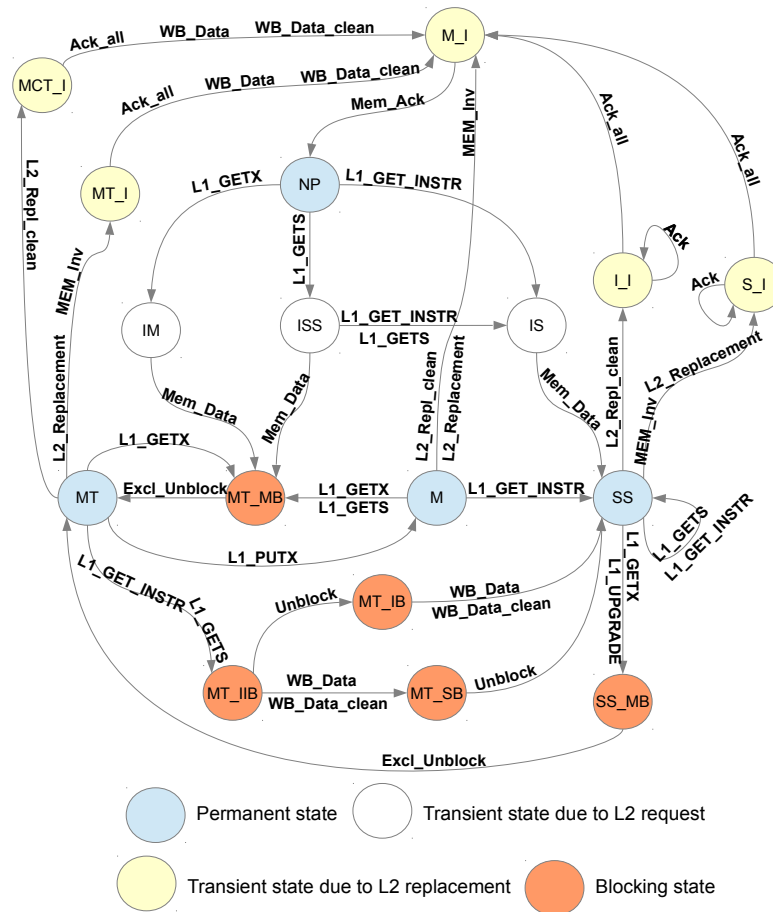 Ack_all WB_Data WB_Data_clean
M_I
MCT_I
Ack_all WB_Data WB_Data_clean
Mem_Ack
MEM_Inv
Ack_all
Ack_all
L2_Repl_clean
MT_I
L1_GETX
NP
L1_GET_INSTR
L1_GETS
MEM_Inv
L2_Replacement
Ack
I_I
Ack
S_I
IM
ISS
L1_GET_INSTR
L1_GETS
IS
Mem_Data
Mem_Data
L2_Repl_clean
L2_Replacement
Mem_Data
L2_Repl_clean
MEM_Inv
L2_Replacement
L1_GETX
MT
Excl_Unblock
MT_MB
L1_GETX
L1_GETS
M
L1_GET_INSTR
SS
L1_GETS
L1_GET_INSTR
L1_PUTX
L1_GET_INSTR
L1_GETS
Unblock
MT_IB
WB_Data
WB_Data_clean
L1_GETX
L1_UPGRADE
MT_IIB
WB_Data
WB_Data_clean
MT_SB
Unblock
SS_MB
Excl_Unblock
Permanent state
Transient state due to L2 request
Transient state due to L2 replacement
Blocking state